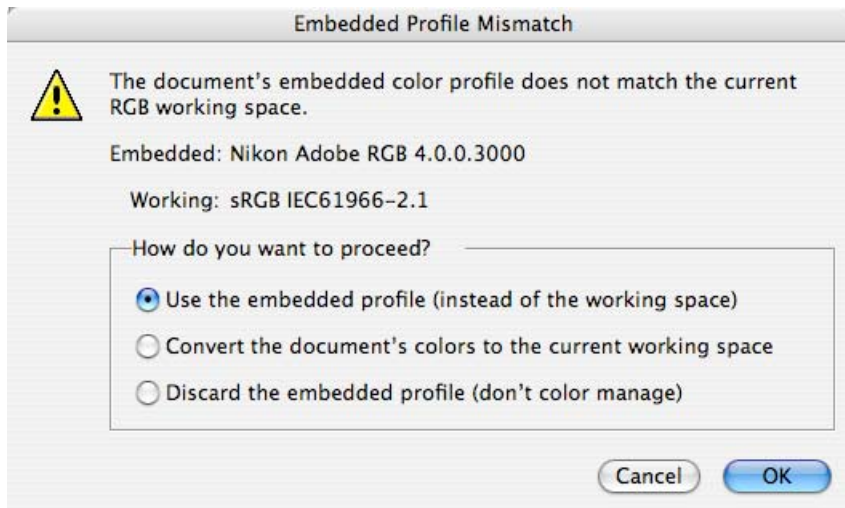 Embedded Profile Mismatch
The document's embedded color profile does not match the current
RGB working space.
Embedded: Nikon Adobe RGB 4.0.0.3000
Working: sRGB IEC61966-2.1
How do you want to proceed?
Use the embedded profile (instead of the working space)
Convert the document's colors to the current working space
Discard the embedded profile (don't color manage)
Cancel OK